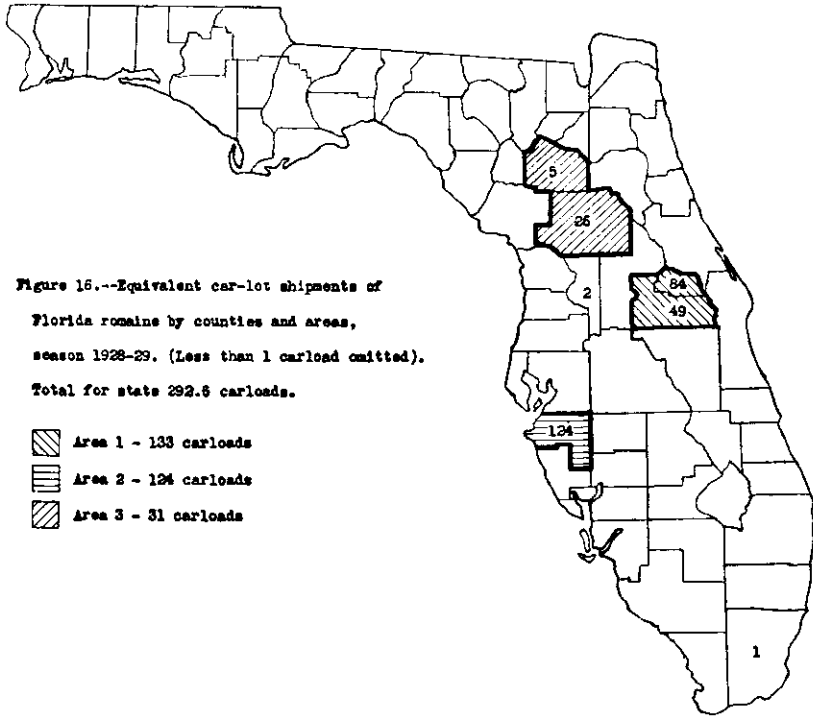 5
26
2
84
49
Figure 16.--Equivalent car-lot shipments of
Florida romaine by counties and areas,
season 1928-29. (Less than 1 carload omitted).
Total for state 292.6 carloads.
124
Area 1 - 133 carloads
Area 2 - 124 carloads
Area 3 - 31 carloads
1